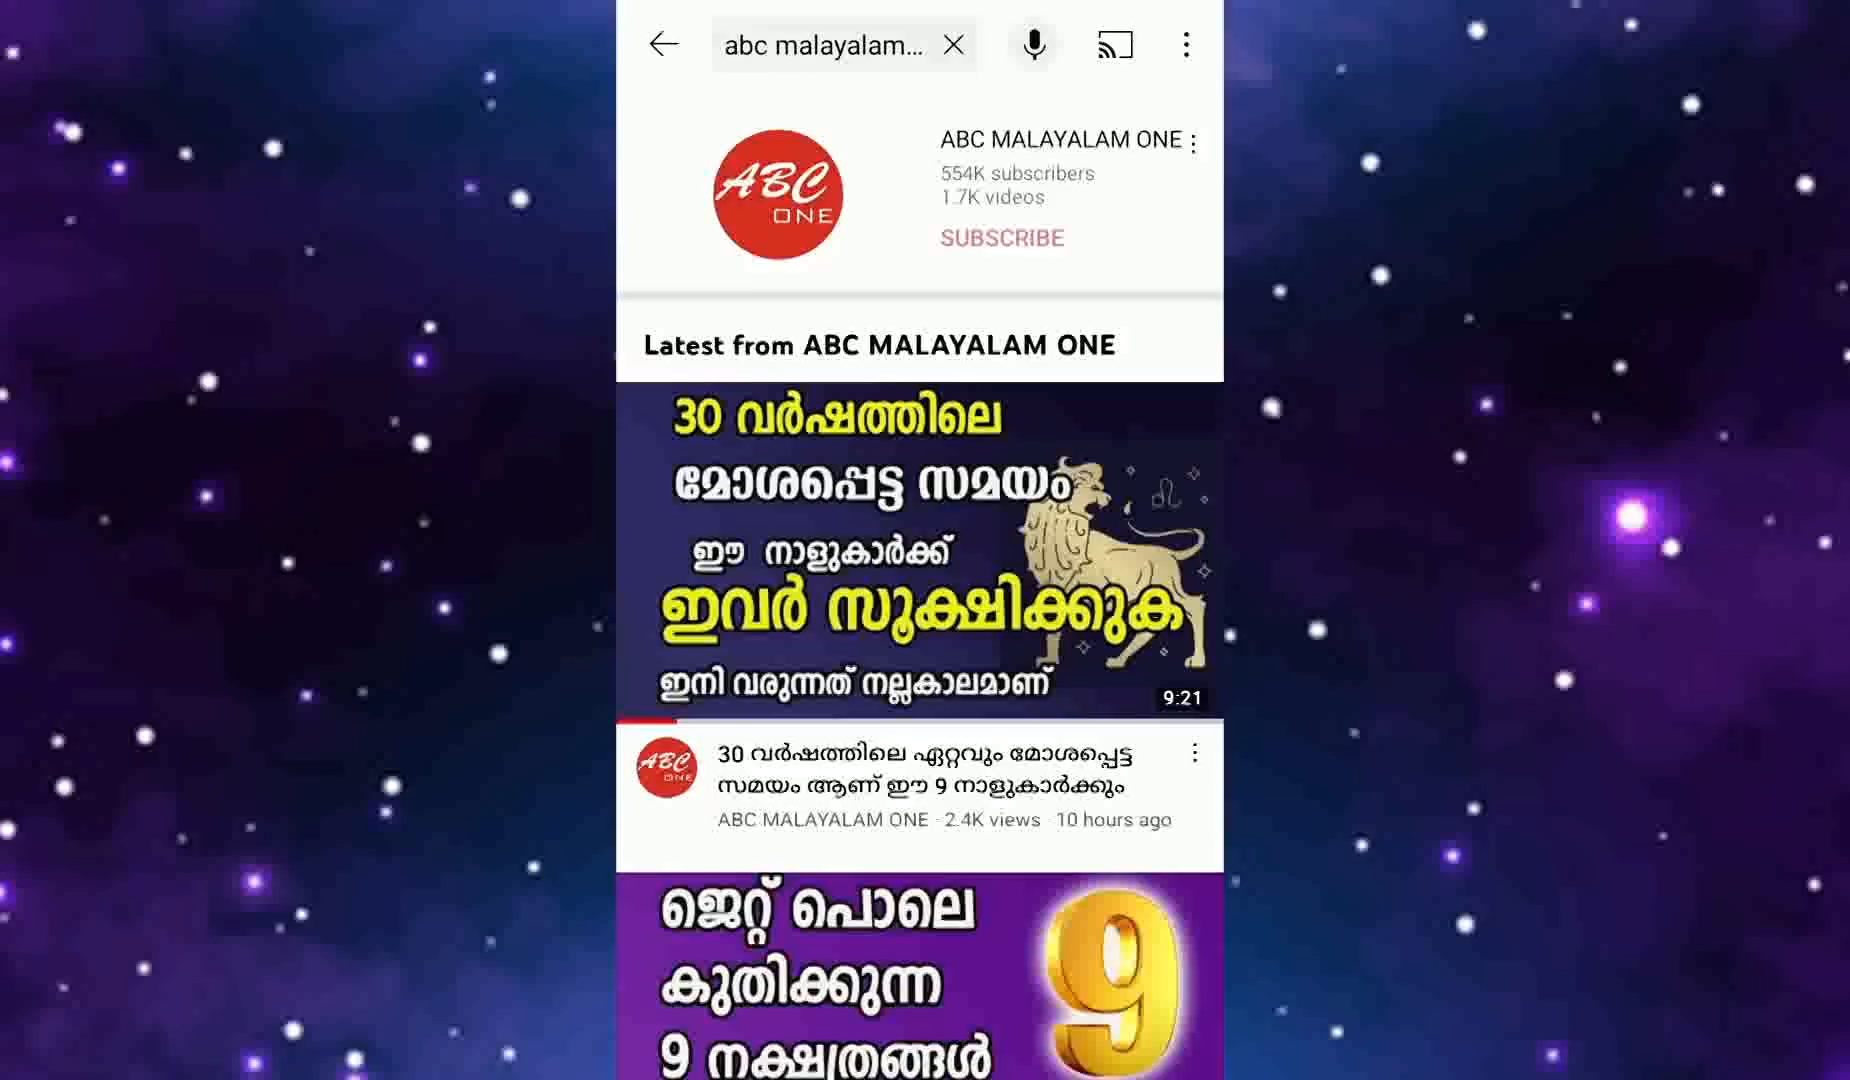 abc malayalam...
ABC MALAYALAM ONE
554K subscribers
1.7K videos
SUBSCRIBE
ABC
ONE
Latest from ABC MALAYALAM ONE
30 വർഷത്തിലെ
മോശപ്പെട്ട സമയം
ഈ നാളുകാർക്ക്
ഇവർ സൂക്ഷിക്കുക
ഇനി വരുന്നത് നല്ലകാലമാണ്
9:21
ABC
ONE
30 വർഷത്തിലെ ഏറ്റവും മോശപ്പെട്ട
സമയം ആണ് ഈ 9 നാളുകാർക്കും
ABC MALAYALAM ONE · 2.4K views · 10 hours ago
ജെറ്റ് പൊലെ
കുതിക്കുന്ന
9 നക്ഷത്രങ്ങൾ
9